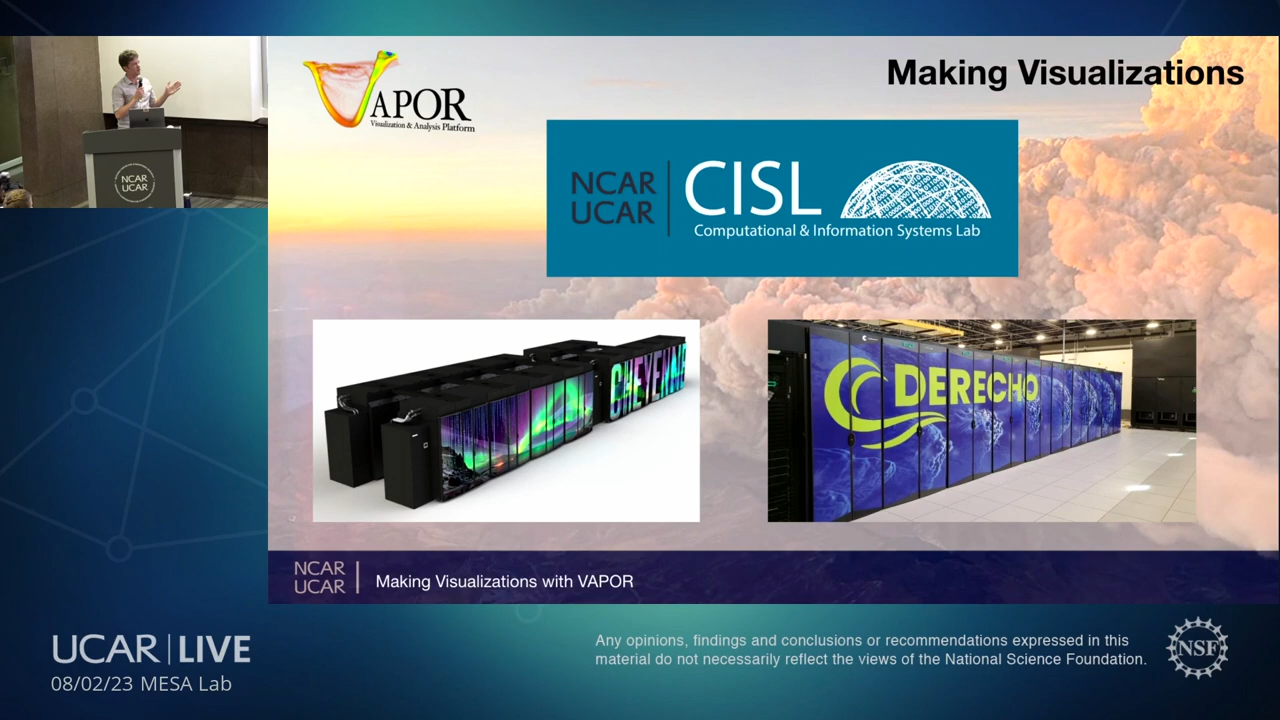 Making Visualizations
VAPOR
Visualization & Analysis Platform
NCAR
UCAR
CISL
Computational & Information Systems Lab
NCAR
UCAR
CHEYENNE
DERECHO
NCAR
UCAR
Making Visualizations with VAPOR
UCAR | LIVE
08/02/23 MESA Lab
Any opinions, findings and conclusions or recommendations expressed in this
material do not necessarily reflect the views of the National Science Foundation.
NSF